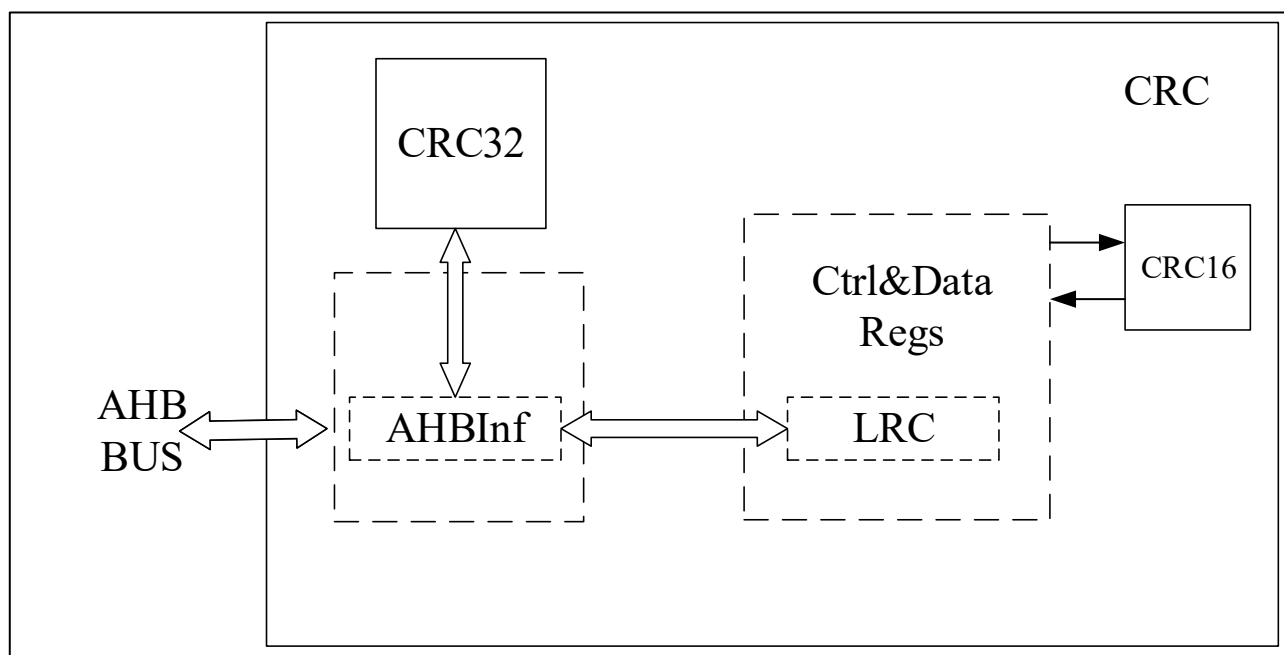 CRC
CRC32
Ctrl&Data
Regs
CRC16
AHB
BUS
AHBInf
LRC